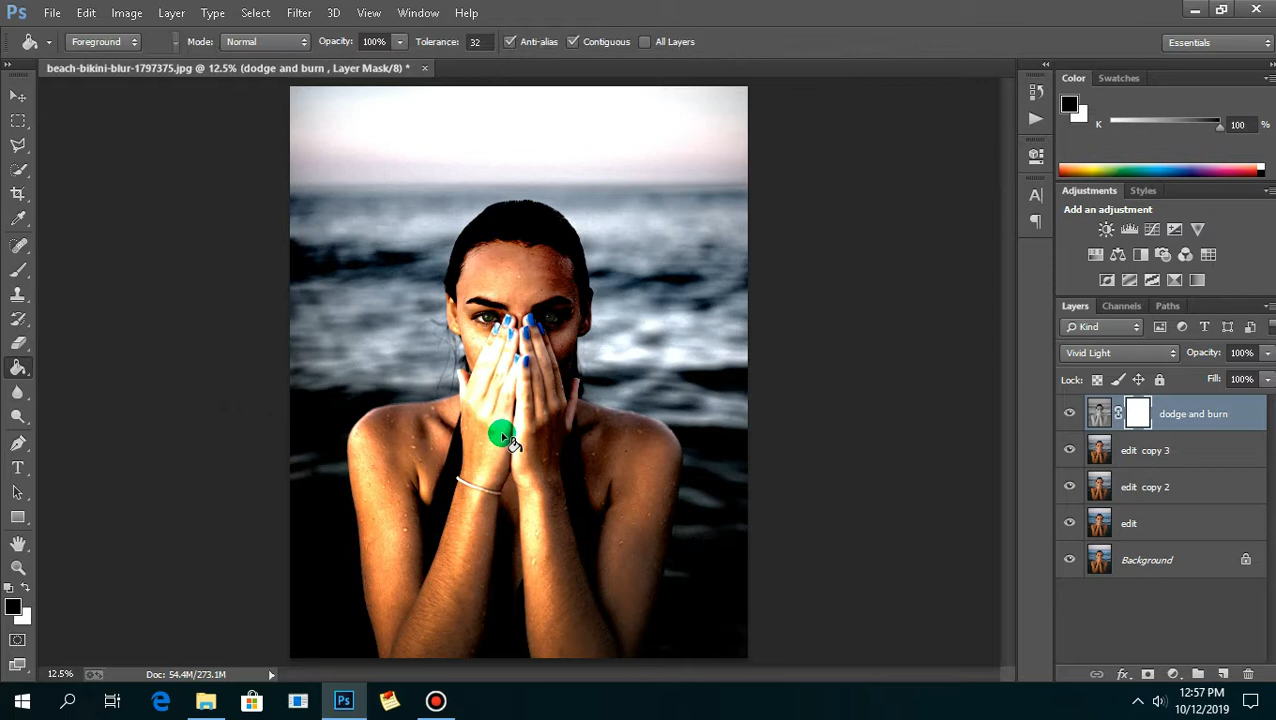 Ps File Edit Image Layer Type Select Filter 3D View Window Help
Foreground Mode: Normal Opacity: 100% Tolerance: 32 Anti-alias Contiguous All Layers Essentials
beach-bikini-blur-1797375.jpg @ 12.5% (dodge and burn , Layer Mask/8) * ×
Color Swatches
K 100 %
Adjustments Styles
Add an adjustment
Layers Channels Paths
Kind
Vivid Light Opacity: 100%
Lock: Fill: 100%
dodge and burn
edit copy 3
edit copy 2
edit
Background
12.5% Doc: 54.4M/273.1M
Ps
12:57 PM
10/12/2019